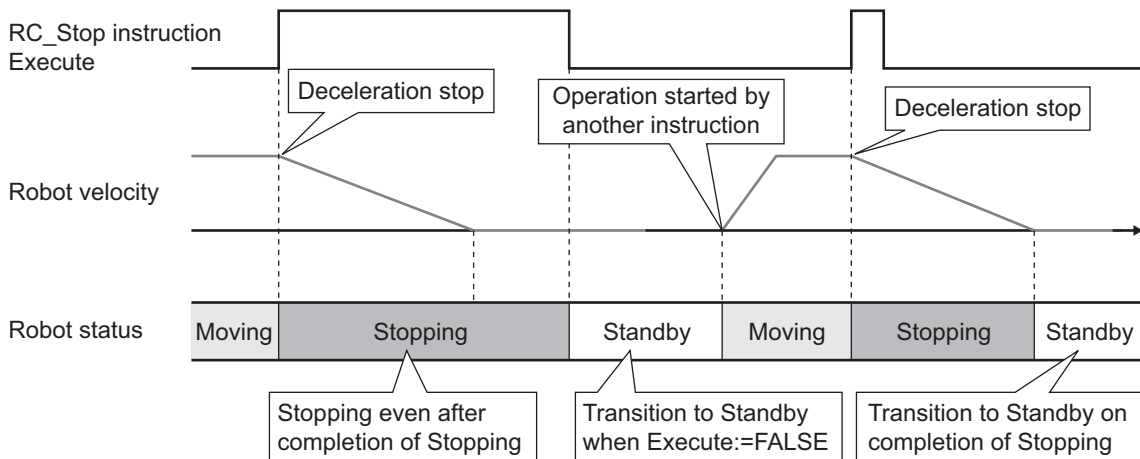 RC_Stop instruction
Execute
Deceleration stop
Operation started by
another instruction
Deceleration stop
Robot velocity
Robot status
Moving
Stopping
Standby
Moving
Stopping
Standby
Stopping even after
completion of Stopping
Transition to Standby
when Execute:=FALSE
Transition to Standby on
completion of Stopping